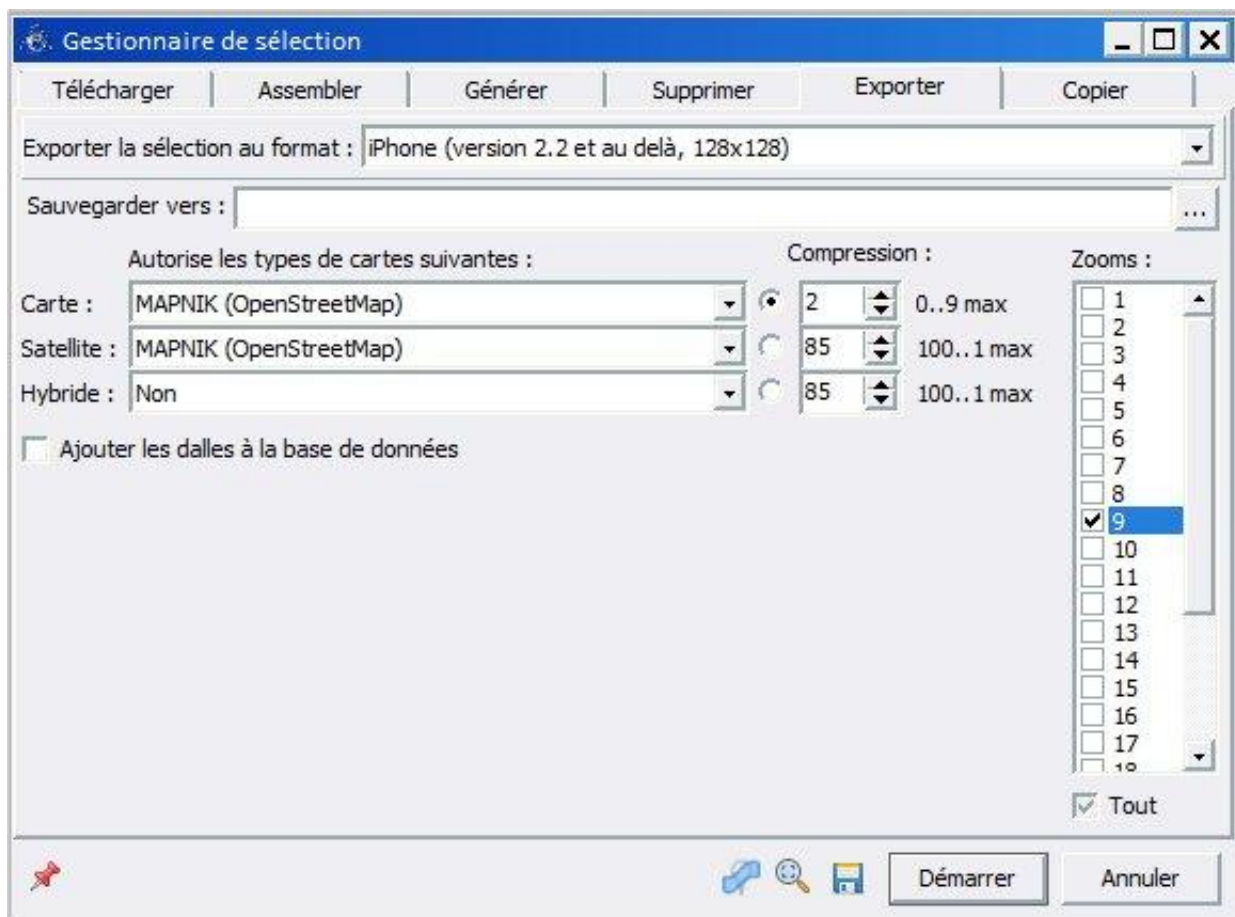 Gestionnaire de sélection
Télécharger Assembler Générer Supprimer Exporter Copier
Exporter la sélection au format : iPhone (version 2.2 et au delà, 128x128)
Sauvegarder vers : ...
Autorise les types de cartes suivantes : Compression : Zooms :
Carte : MAPNIK (OpenStreetMap) 2 0..9 max
Satellite : MAPNIK (OpenStreetMap) 85 100..1 max
Hybride : Non 85 100..1 max
Ajouter les dalles à la base de données
1
2
3
4
5
6
7
8
9
10
11
12
13
14
15
16
17
18
Tout
Démarrer Annuler